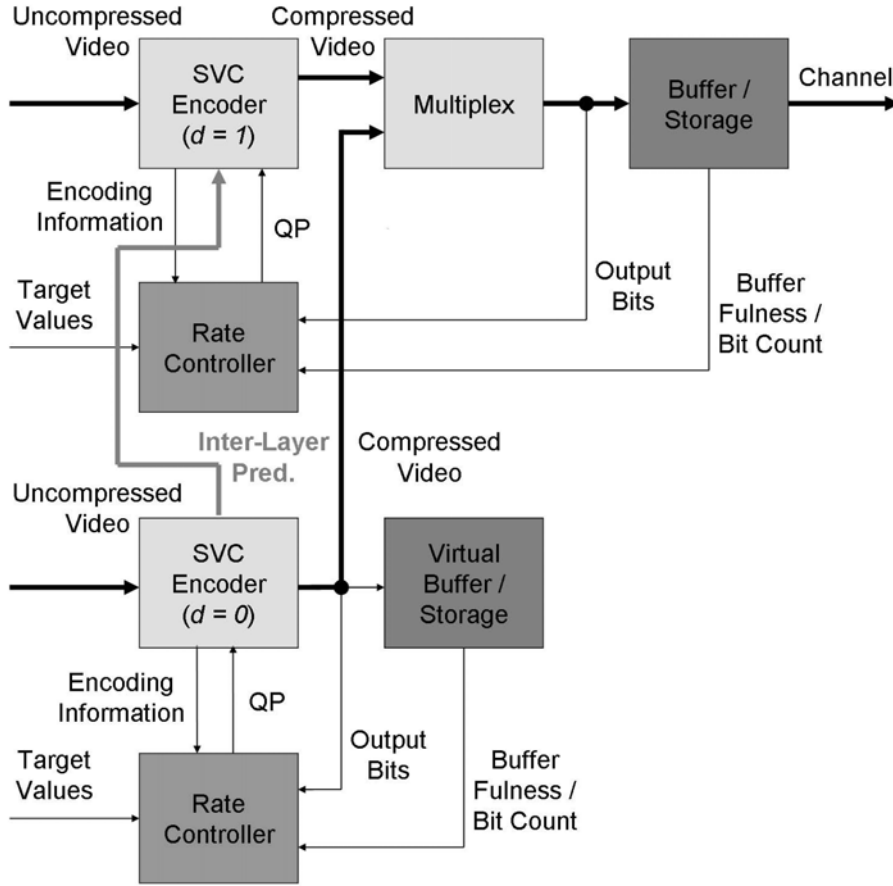 Uncompressed
Video
SVC
Encoder
(d = 1)
Compressed
Video
Multiplex
Buffer /
Storage
Channel
Encoding
Information
QP
Target
Values
Rate
Controller
Output
Bits
Buffer
Fulness /
Bit Count
Inter-Layer
Pred.
Compressed
Video
Uncompressed
Video
SVC
Encoder
(d = 0)
Virtual
Buffer /
Storage
Encoding
Information
QP
Target
Values
Rate
Controller
Output
Bits
Buffer
Fulness /
Bit Count